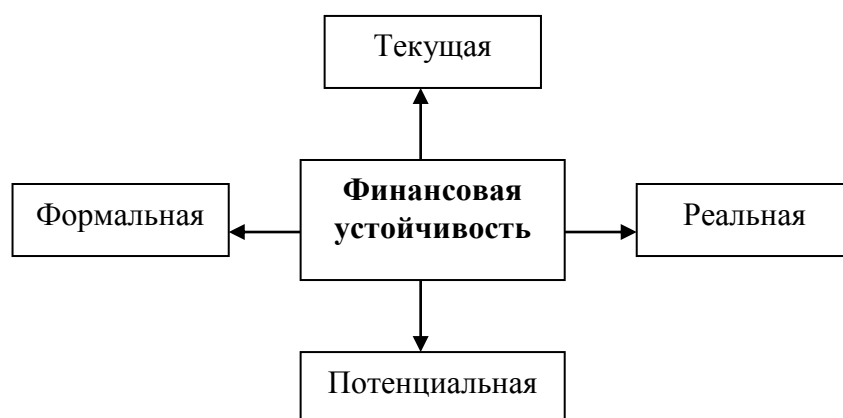 Текущая
Формальная
Финансовая
устойчивость
Реальная
Потенциальная